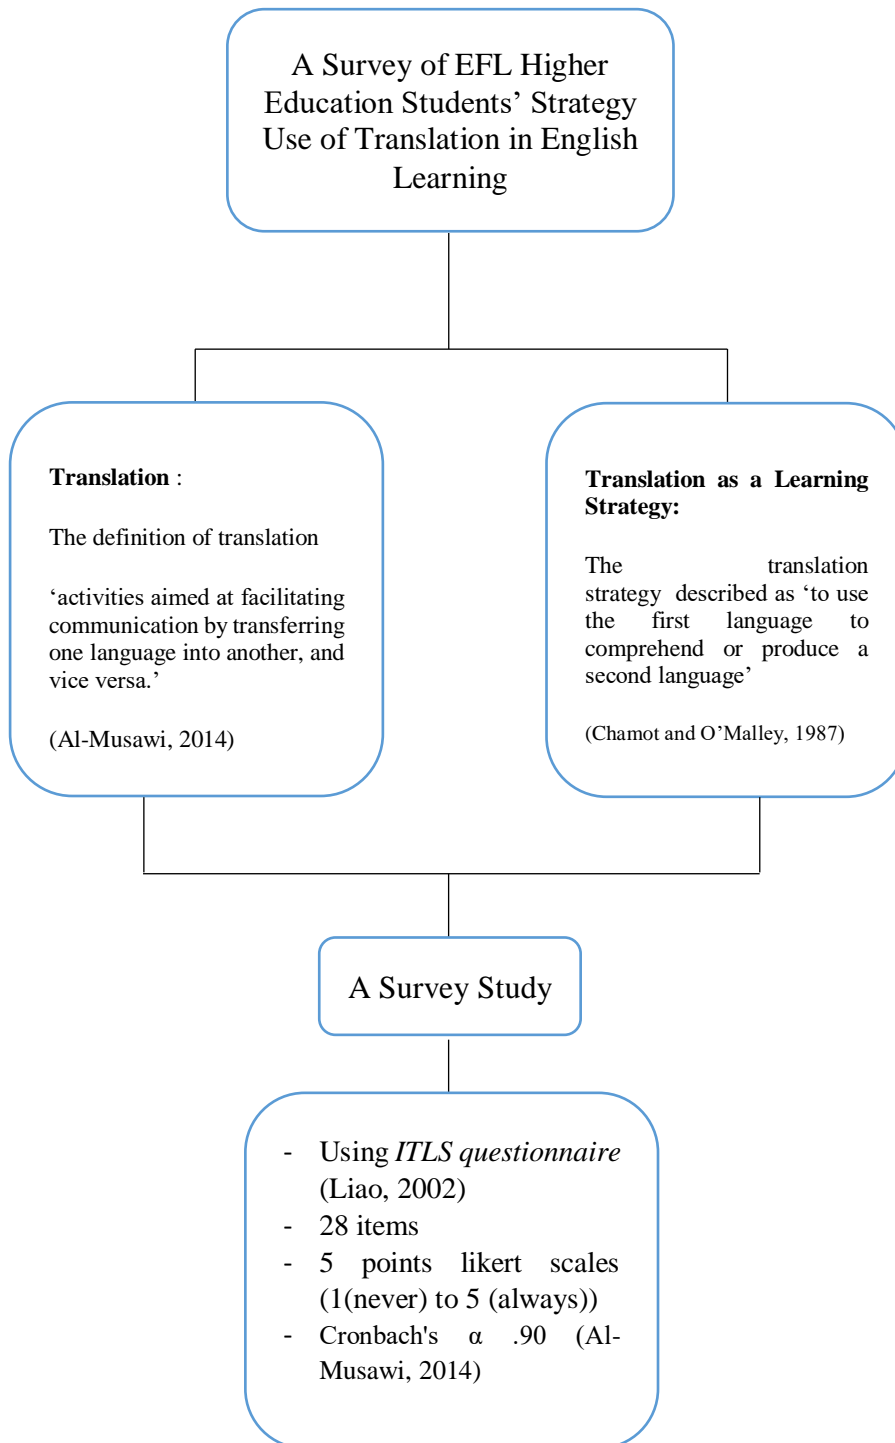 A Survey of EFL Higher
Education Students’ Strategy
Use of Translation in English
Learning
Translation :
The definition of translation
‘activities aimed at facilitating
communication by transferring
one language into another, and
vice versa.’
(Al-Musawi, 2014)
Translation as a Learning
Strategy:
The translation
strategy described as ‘to use
the first language to
comprehend or produce a
second language’
(Chamot and O’Malley, 1987)
A Survey Study
- Using ITLS questionnaire
(Liao, 2002)
- 28 items
- 5 points likert scales
(1(never) to 5 (always))
- Cronbach's α .90 (Al-
Musawi, 2014)